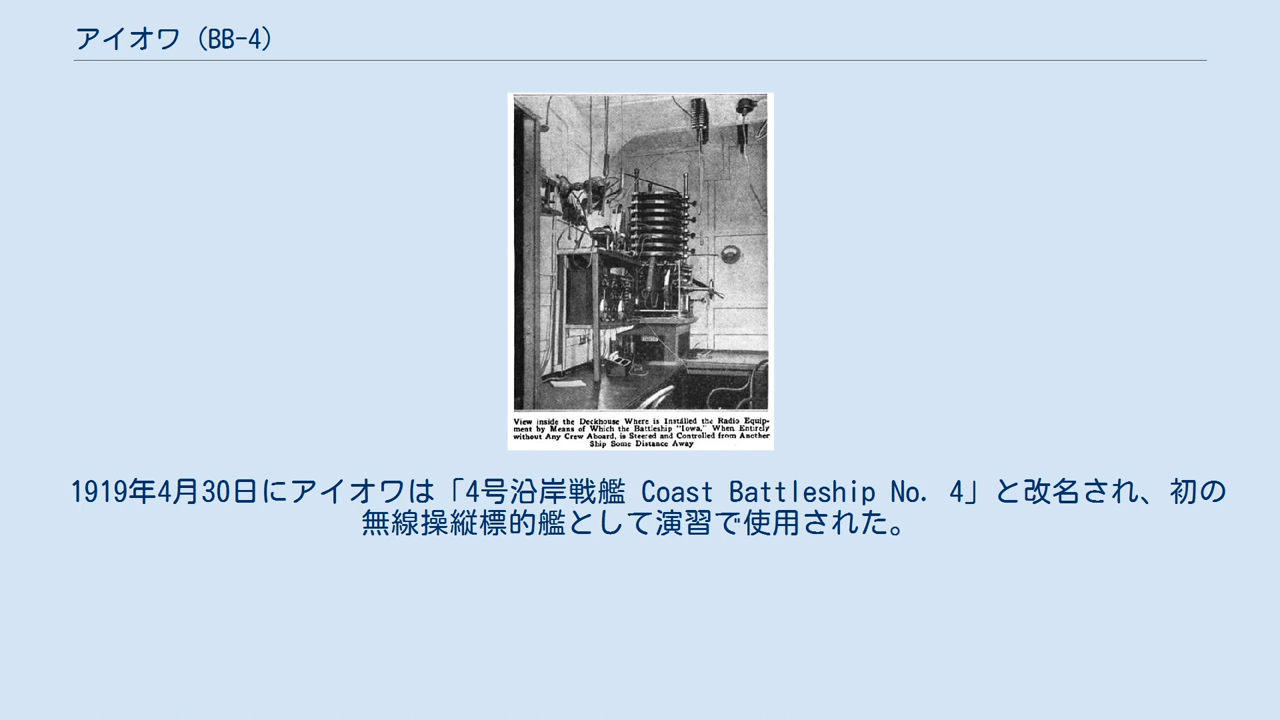 アイオワ（BB-4）
View inside the Deckhouse Where is Installed the Radio Equip-
ment by Means of Which the Battleship "Iowa," When Entirely
without Any Crew Aboard, is Steered and Controlled from Another
Ship Some Distance Away
1919年4月30日にアイオワは「4号沿岸戦艦 Coast Battleship No. 4」と改名され、初の
無線操縦標的艦として演習で使用された。